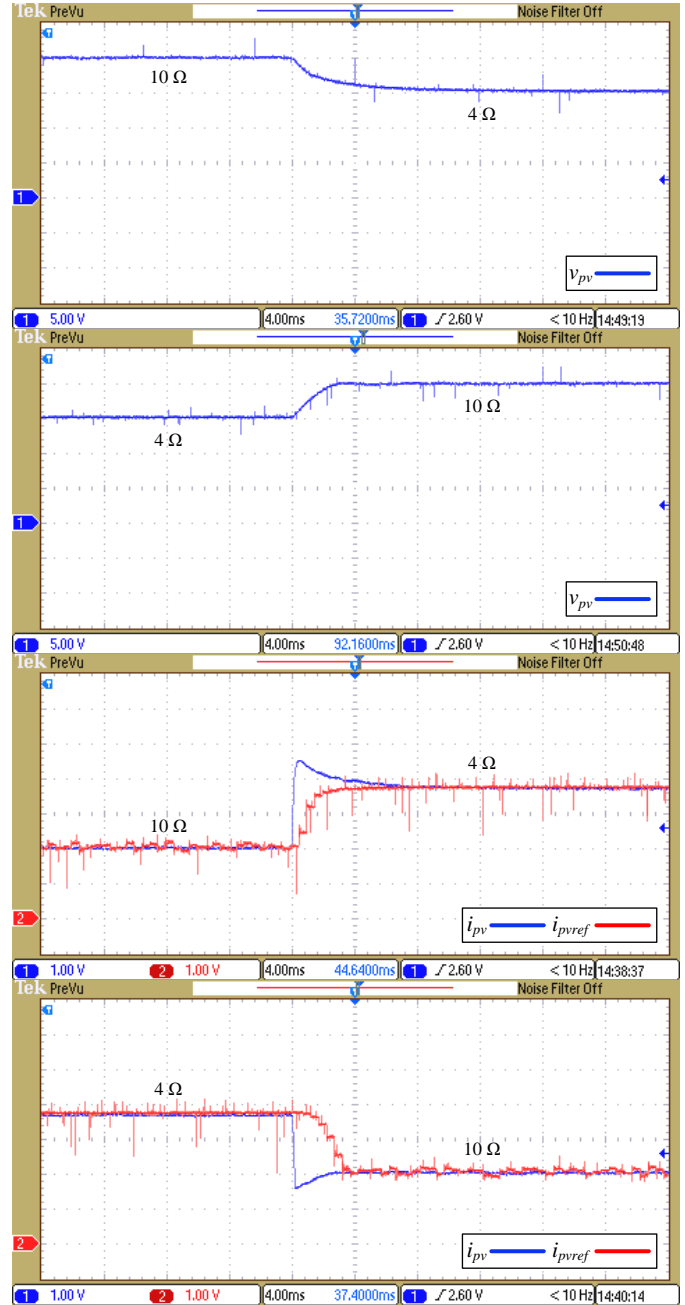 Tek PreVu Noise Filter Off
T
T
10 Ω
4 Ω
1
v_pv
1 5.00 V 4.00ms 35.7200ms 1 ƒ 2.60 V < 10 Hz 14:49:19
Tek PreVu Noise Filter Off
T
T
10 Ω
4 Ω
1
v_pv
1 5.00 V 4.00ms 92.1600ms 1 ƒ 2.60 V < 10 Hz 14:50:48
Tek PreVu Noise Filter Off
T
T
4 Ω
10 Ω
2
i_pv i_pvref
1 1.00 V 2 1.00 V 4.00ms 44.6400ms 1 ƒ 2.60 V < 10 Hz 14:38:37
Tek PreVu Noise Filter Off
T
T
4 Ω
10 Ω
2
i_pv i_pvref
1 1.00 V 2 1.00 V 4.00ms 37.4000ms 1 ƒ 2.60 V < 10 Hz 14:40:14